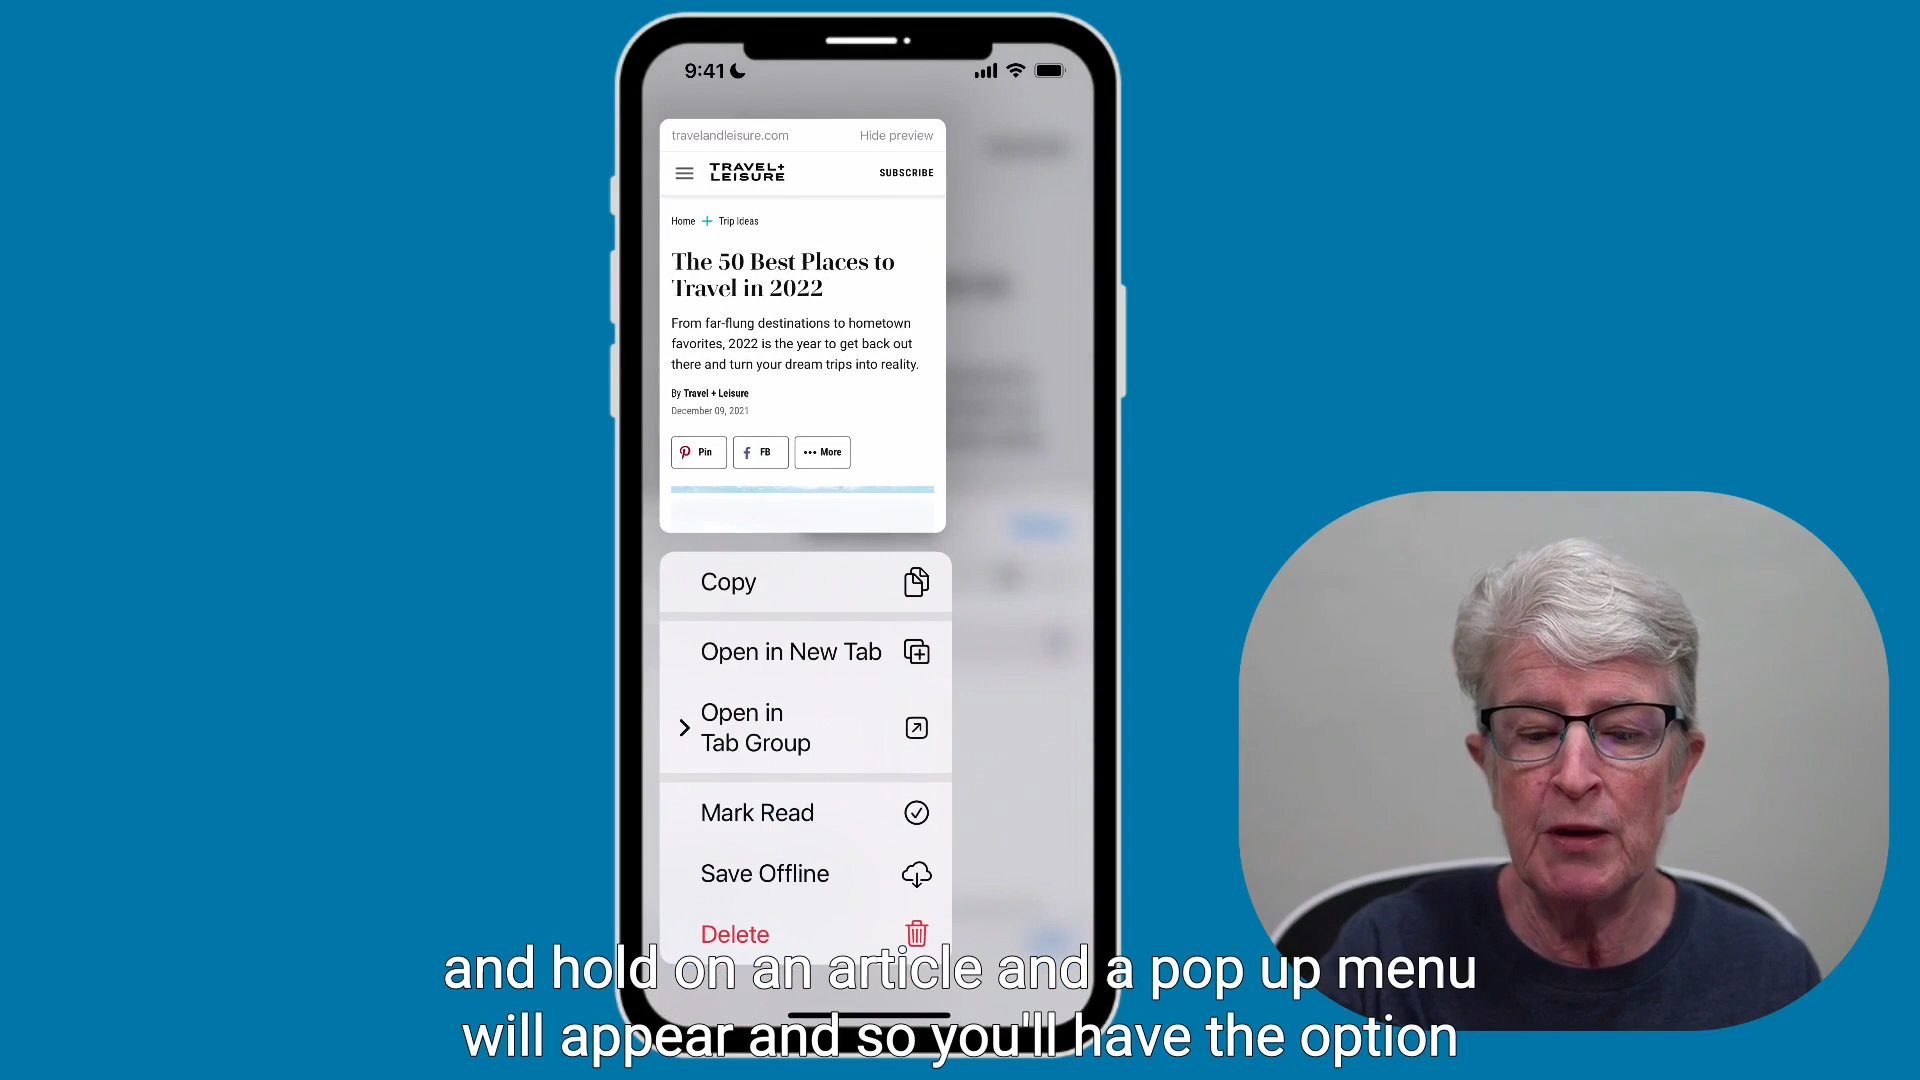 9:41
travelandleisure.com Hide preview
TRAVEL+
LEISURE
SUBSCRIBE
Home + Trip Ideas
The 50 Best Places to
Travel in 2022
From far-flung destinations to hometown
favorites, 2022 is the year to get back out
there and turn your dream trips into reality.
By Travel + Leisure
December 09, 2021
Pin FB More
Copy
Open in New Tab
Open in
Tab Group
Mark Read
Save Offline
Delete
and hold on an article and a pop up menu
will appear and so you'll have the option